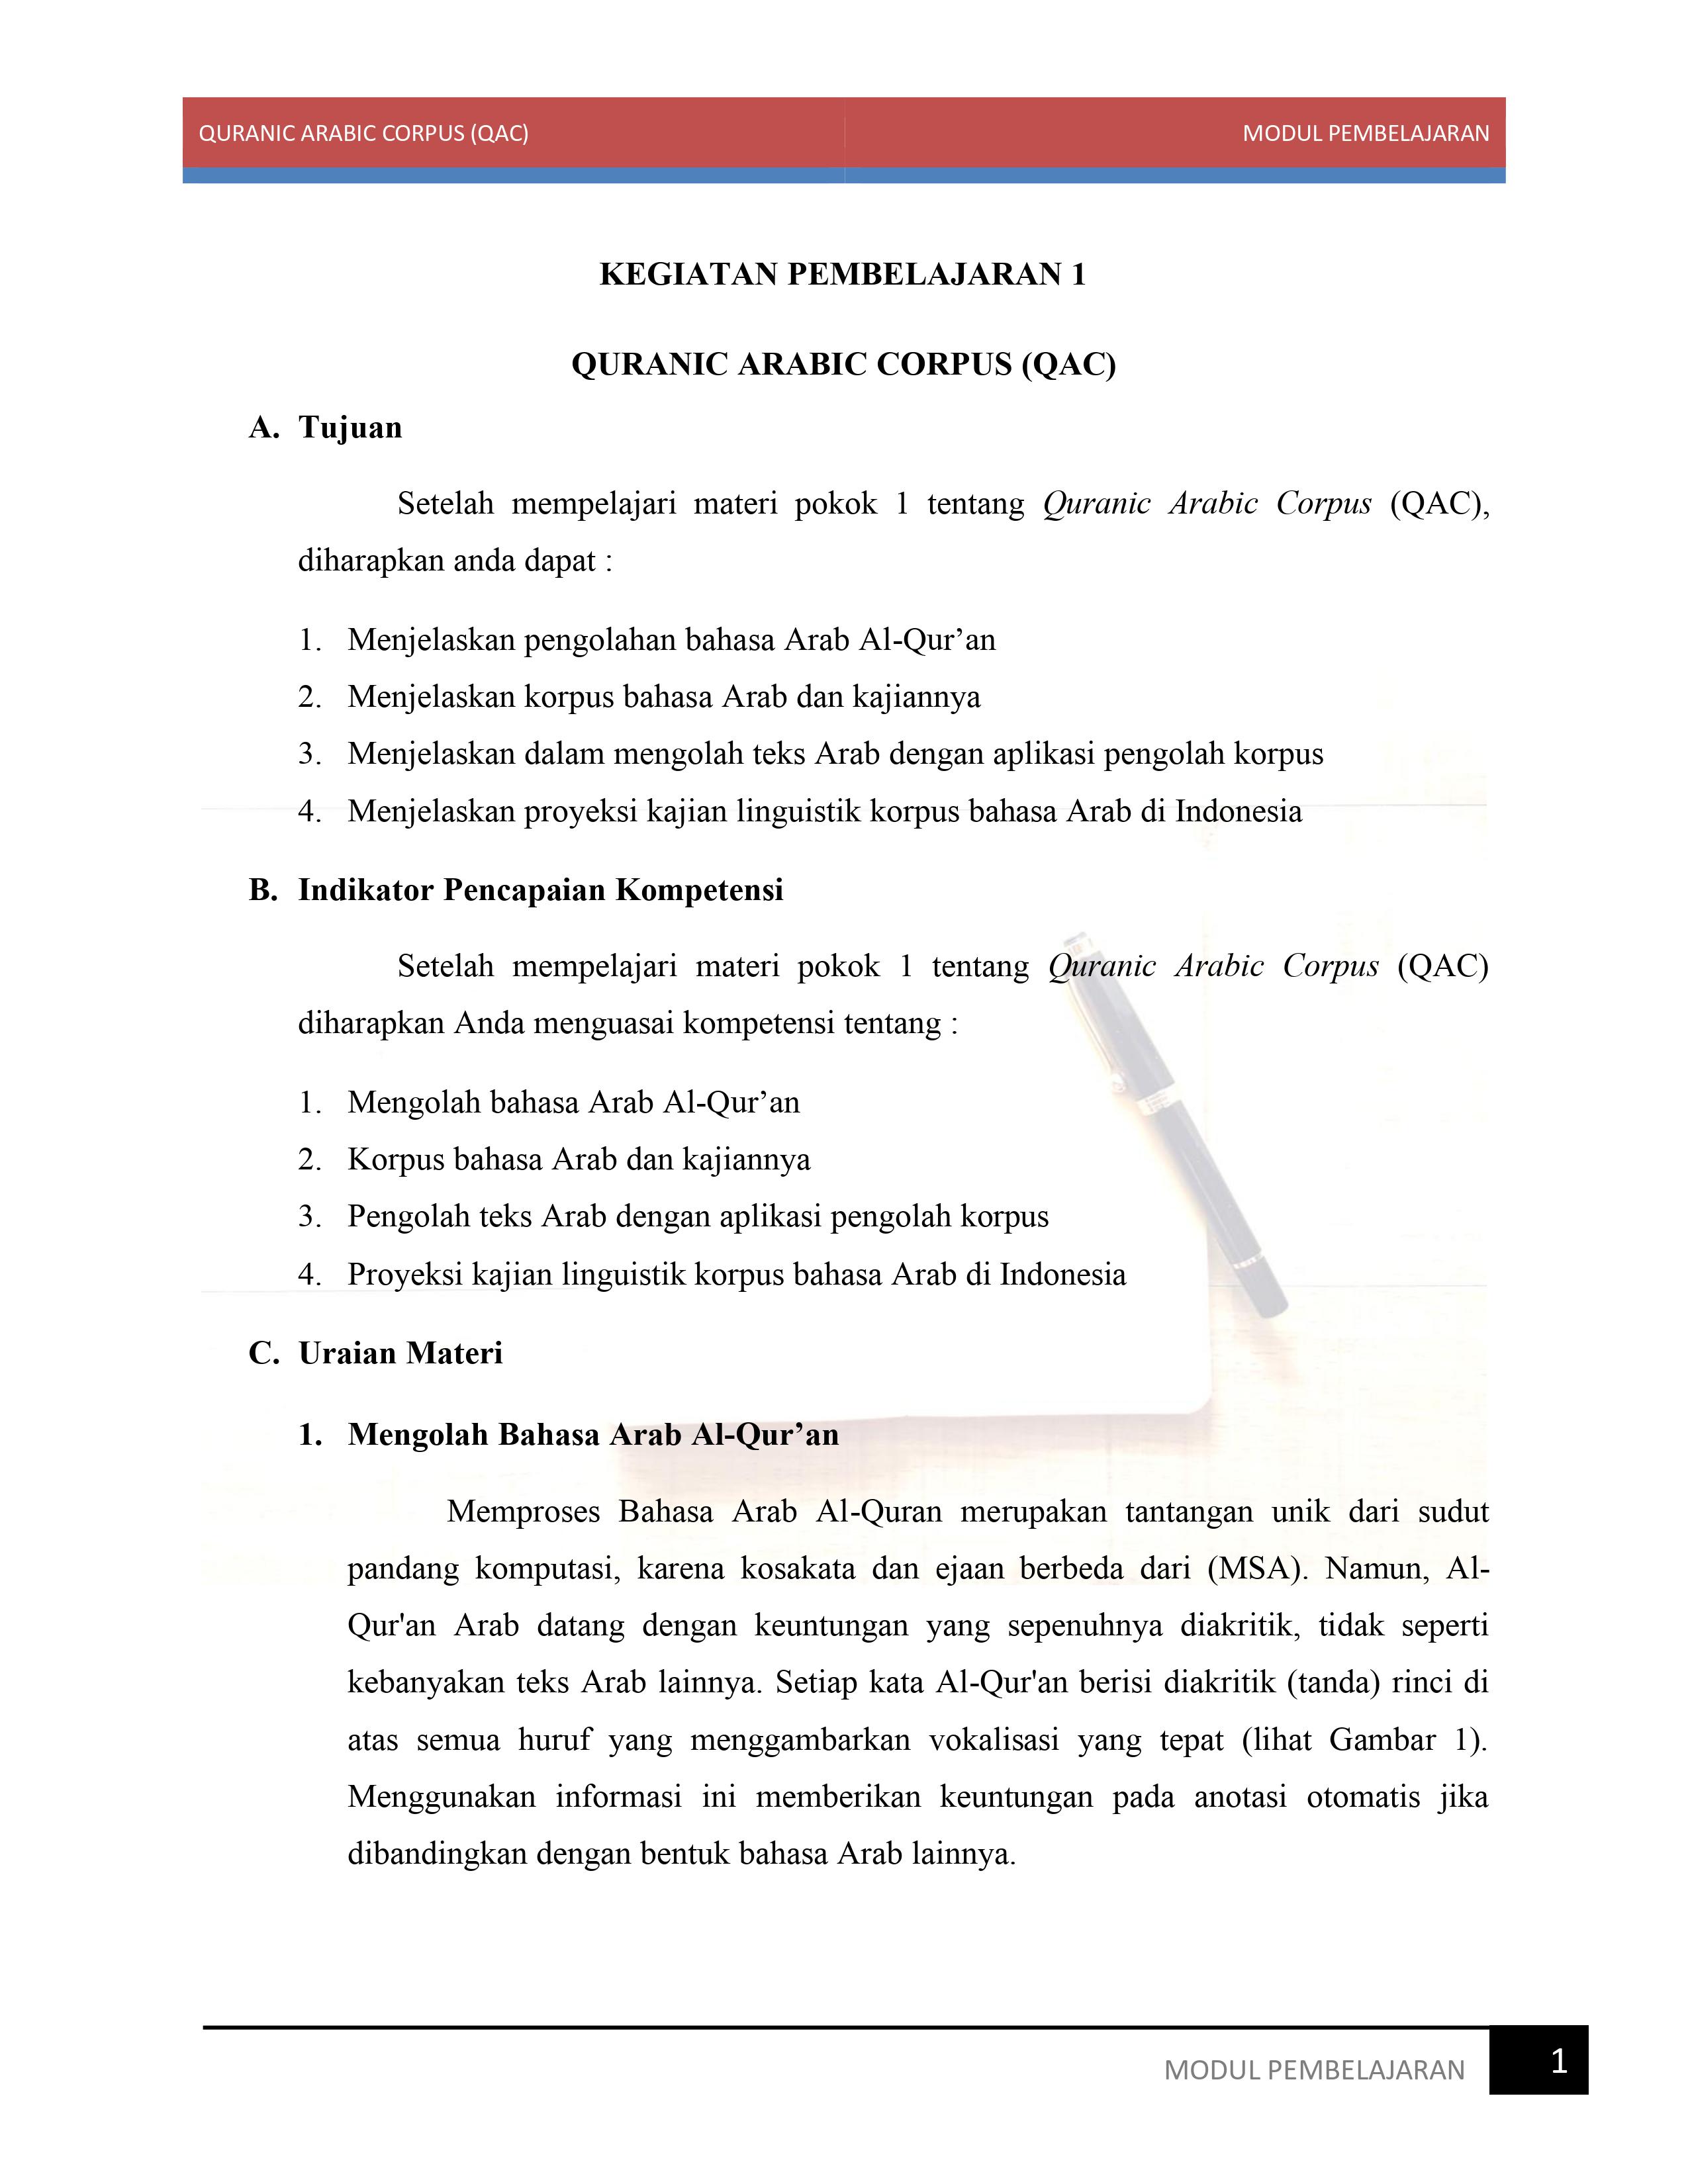 QURANIC ARABIC CORPUS (QAC) MODUL PEMBELAJARAN
KEGIATAN PEMBELAJARAN 1
QURANIC ARABIC CORPUS (QAC)
A. Tujuan
Setelah mempelajari materi pokok 1 tentang Quranic Arabic Corpus (QAC),
diharapkan anda dapat :
1. Menjelaskan pengolahan bahasa Arab Al-Qur’an
2. Menjelaskan korpus bahasa Arab dan kajiannya
3. Menjelaskan dalam mengolah teks Arab dengan aplikasi pengolah korpus
4. Menjelaskan proyeksi kajian linguistik korpus bahasa Arab di Indonesia
B. Indikator Pencapaian Kompetensi
Setelah mempelajari materi pokok 1 tentang Quranic Arabic Corpus (QAC)
diharapkan Anda menguasai kompetensi tentang :
1. Mengolah bahasa Arab Al-Qur’an
2. Korpus bahasa Arab dan kajiannya
3. Pengolah teks Arab dengan aplikasi pengolah korpus
4. Proyeksi kajian linguistik korpus bahasa Arab di Indonesia
C. Uraian Materi
1. Mengolah Bahasa Arab Al-Qur’an
Memproses Bahasa Arab Al-Quran merupakan tantangan unik dari sudut
pandang komputasi, karena kosakata dan ejaan berbeda dari (MSA). Namun, Al-
Qur'an Arab datang dengan keuntungan yang sepenuhnya diakritik, tidak seperti
kebanyakan teks Arab lainnya. Setiap kata Al-Qur'an berisi diakritik (tanda) rinci di
atas semua huruf yang menggambarkan vokalisasi yang tepat (lihat Gambar 1).
Menggunakan informasi ini memberikan keuntungan pada anotasi otomatis jika
dibandingkan dengan bentuk bahasa Arab lainnya.
MODUL PEMBELAJARAN 1